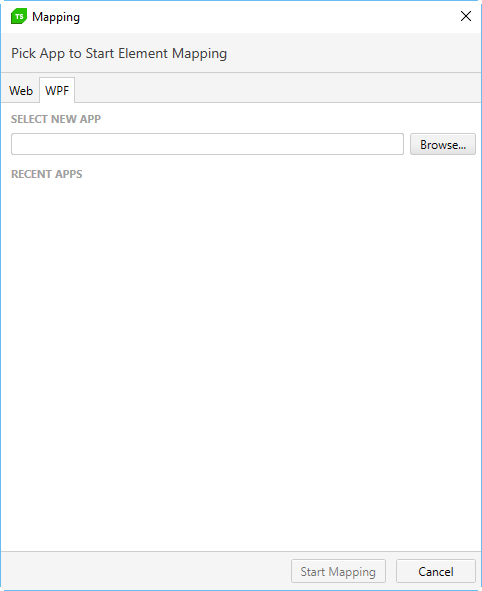 TS Mapping
Pick App to Start Element Mapping
Web WPF
SELECT NEW APP
Browse...
RECENT APPS
Start Mapping Cancel